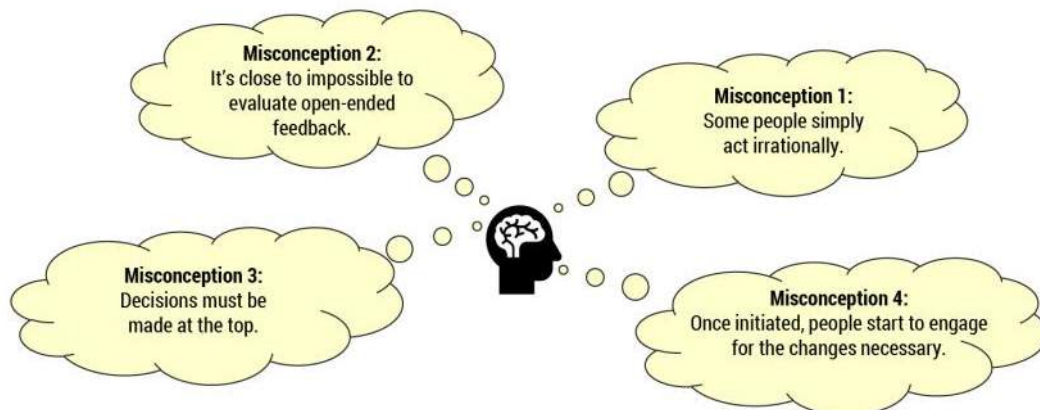 Misconception 2:
It's close to impossible to
evaluate open-ended
feedback.
Misconception 1:
Some people simply
act irrationally.
Misconception 3:
Decisions must be
made at the top.
Misconception 4:
Once initiated, people start to engage
for the changes necessary.